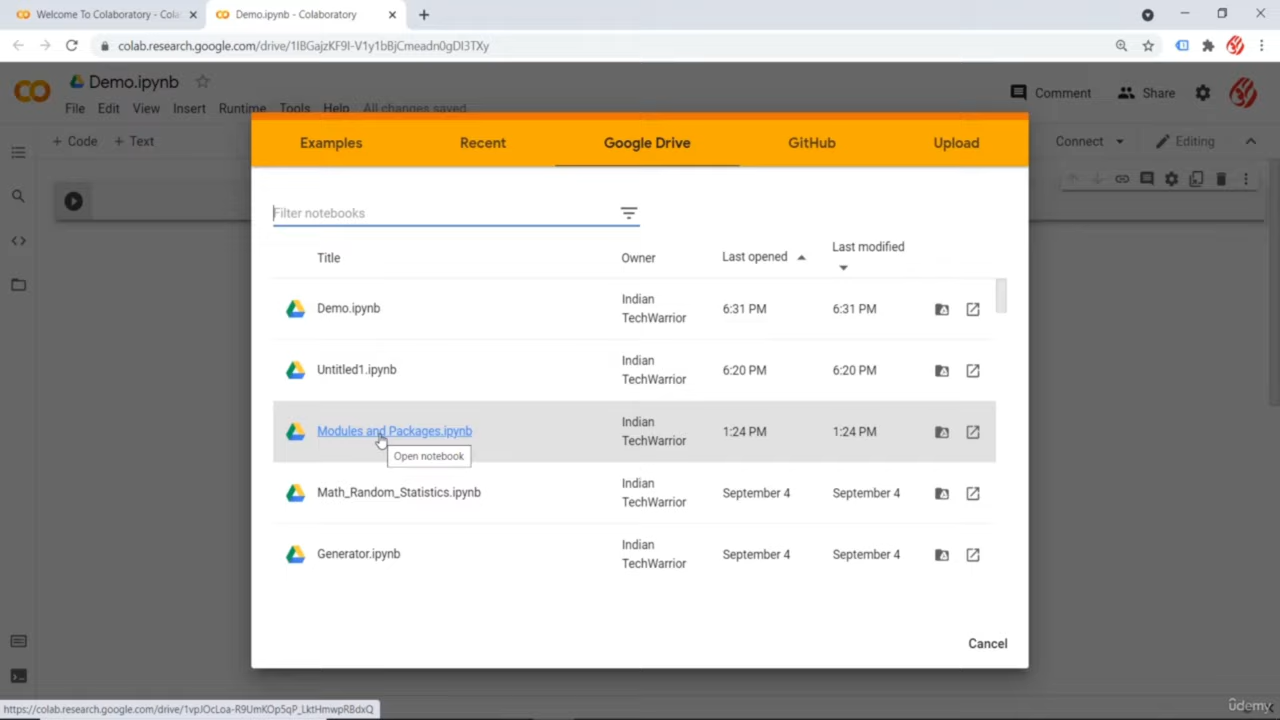 Welcome To Colaboratory - Cola
Demo.ipynb - Colaboratory
colab.research.google.com/drive/1IBGajzKF9I-V1y1bBjCmeadn0gDI3TXy
Demo.ipynb
File Edit View Insert Runtime Tools Help All changes saved
Comment
Share
+ Code + Text
Connect
Editing
Examples
Recent
Google Drive
GitHub
Upload
Filter notebooks
Title
Owner
Last opened
Last modified
Demo.ipynb
Indian
TechWarrior
6:31 PM
6:31 PM
Untitled1.ipynb
Indian
TechWarrior
6:20 PM
6:20 PM
Modules and Packages.ipynb
Indian
TechWarrior
1:24 PM
1:24 PM
Open notebook
Math_Random_Statistics.ipynb
Indian
TechWarrior
September 4
September 4
Generator.ipynb
Indian
TechWarrior
September 4
September 4
Cancel
https://colab.research.google.com/drive/1vpJOcLoa-R9UmKOp5qP_LktHmwpRBdxQ
ûdemy